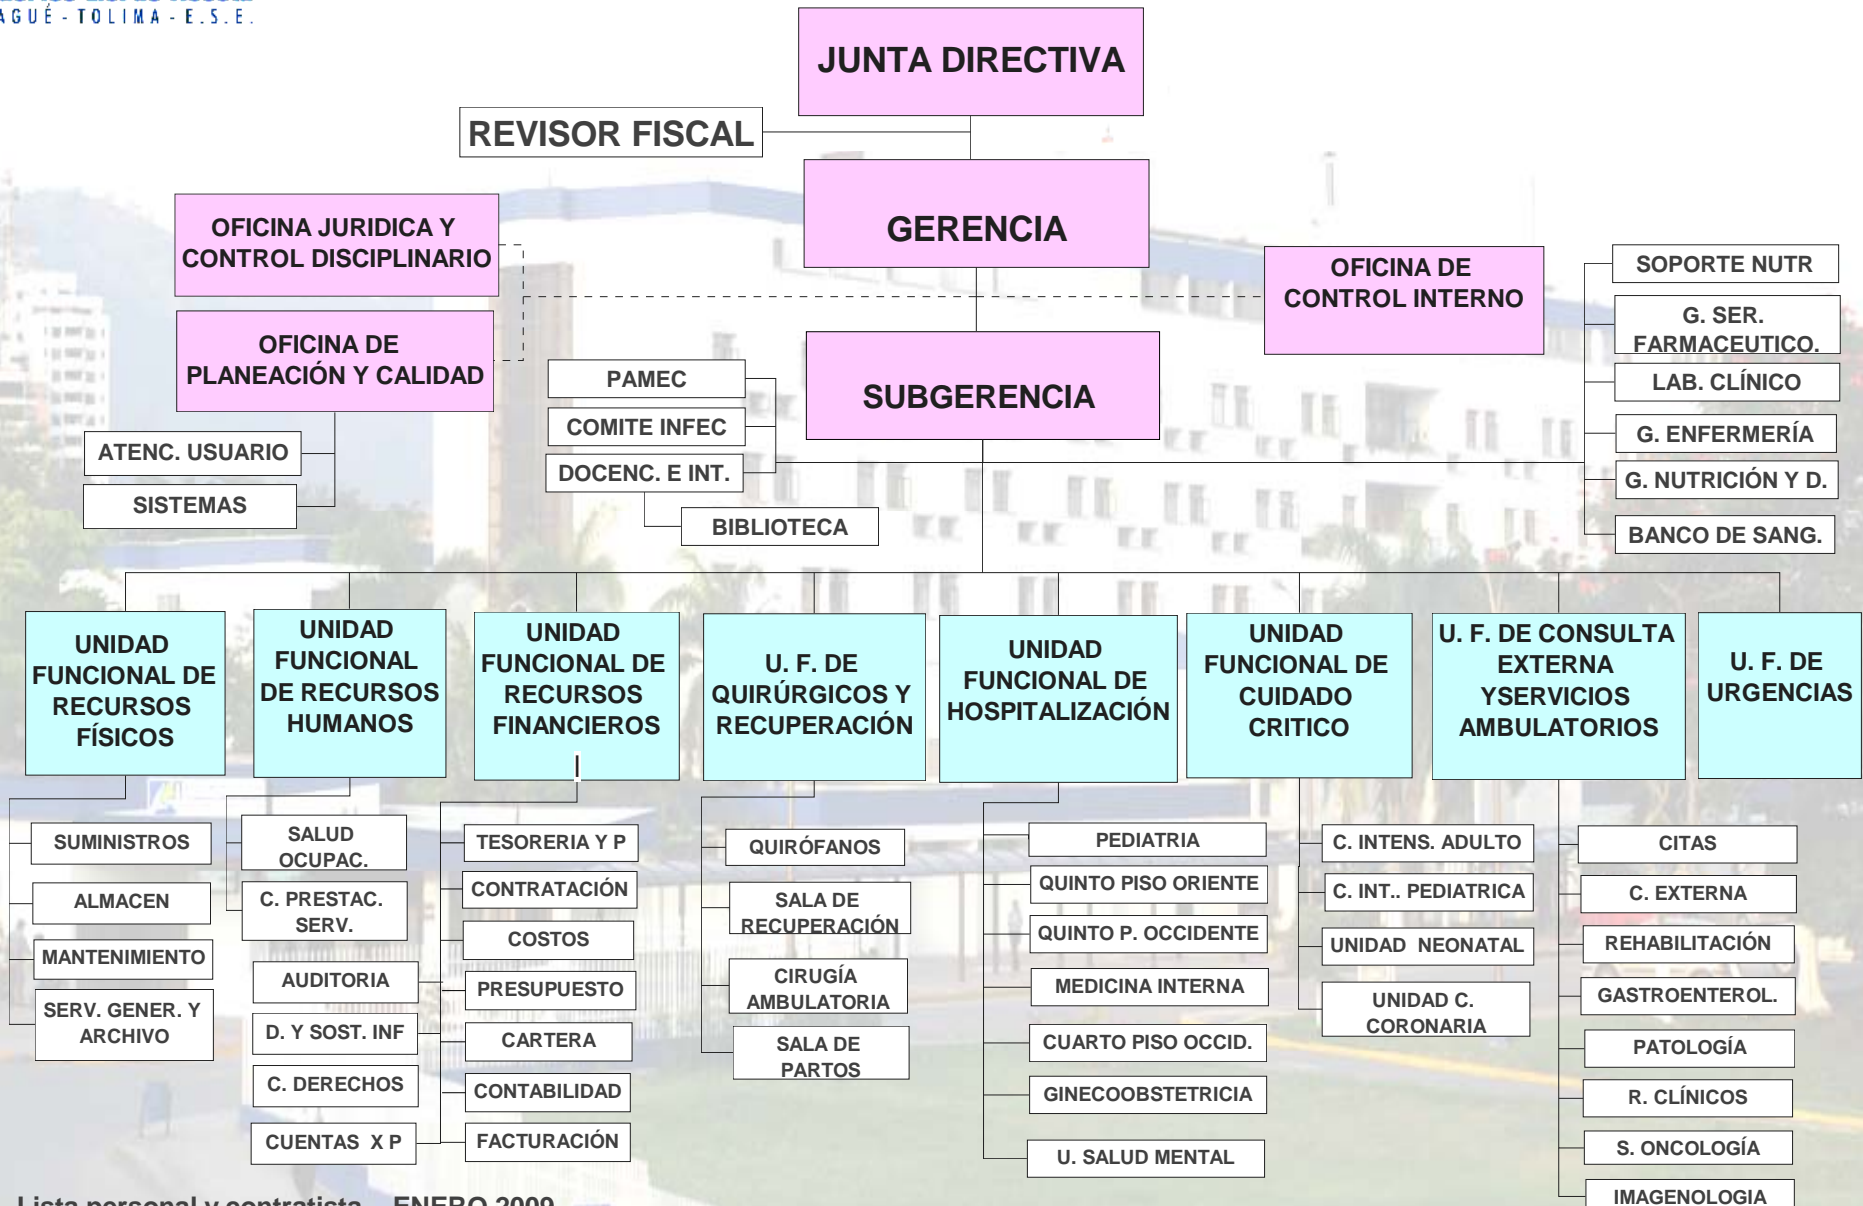 AGUÉ - TOLIMA - E.S.E.
JUNTA DIRECTIVA
REVISOR FISCAL
GERENCIA
OFICINA JURIDICA Y
CONTROL DISCIPLINARIO
OFICINA DE
CONTROL INTERNO
OFICINA DE
PLANEACIÓN Y CALIDAD
SUBGERENCIA
ATENC. USUARIO
SISTEMAS
PAMEC
COMITE INFEC
DOCENC. E INT.
BIBLIOTECA
SOPORTE NUTR
G. SER.
FARMACEUTICO.
LAB. CLÍNICO
G. ENFERMERÍA
G. NUTRICIÓN Y D.
BANCO DE SANG.
UNIDAD
FUNCIONAL DE
RECURSOS
FÍSICOS
SUMINISTROS
ALMACEN
MANTENIMIENTO
SERV. GENER. Y
ARCHIVO
UNIDAD
FUNCIONAL
DE RECURSOS
HUMANOS
SALUD
OCUPAC.
C. PRESTAC.
SERV.
UNIDAD
FUNCIONAL DE
RECURSOS
FINANCIEROS
AUDITORIA
D. Y SOST. INF
C. DERECHOS
CUENTAS X P
TESORERIA Y P
CONTRATACIÓN
COSTOS
PRESUPUESTO
CARTERA
CONTABILIDAD
FACTURACIÓN
U. F. DE
QUIRÚRGICOS Y
RECUPERACIÓN
QUIRÓFANOS
SALA DE
RECUPERACIÓN
CIRUGÍA
AMBULATORIA
SALA DE
PARTOS
UNIDAD
FUNCIONAL DE
HOSPITALIZACIÓN
PEDIATRIA
QUINTO PISO ORIENTE
QUINTO P. OCCIDENTE
MEDICINA INTERNA
CUARTO PISO OCCID.
GINECOOBSTETRICIA
U. SALUD MENTAL
UNIDAD
FUNCIONAL DE
CUIDADO
CRITICO
C. INTENS. ADULTO
C. INT.. PEDIATRICA
UNIDAD NEONATAL
UNIDAD C.
CORONARIA
U. F. DE CONSULTA
EXTERNA
YSERVICIOS
AMBULATORIOS
CITAS
C. EXTERNA
REHABILITACIÓN
GASTROENTEROL.
PATOLOGÍA
R. CLÍNICOS
S. ONCOLOGÍA
IMAGENOLOGIA
U. F. DE
URGENCIAS
Lista personal y contratista ENERO 2009